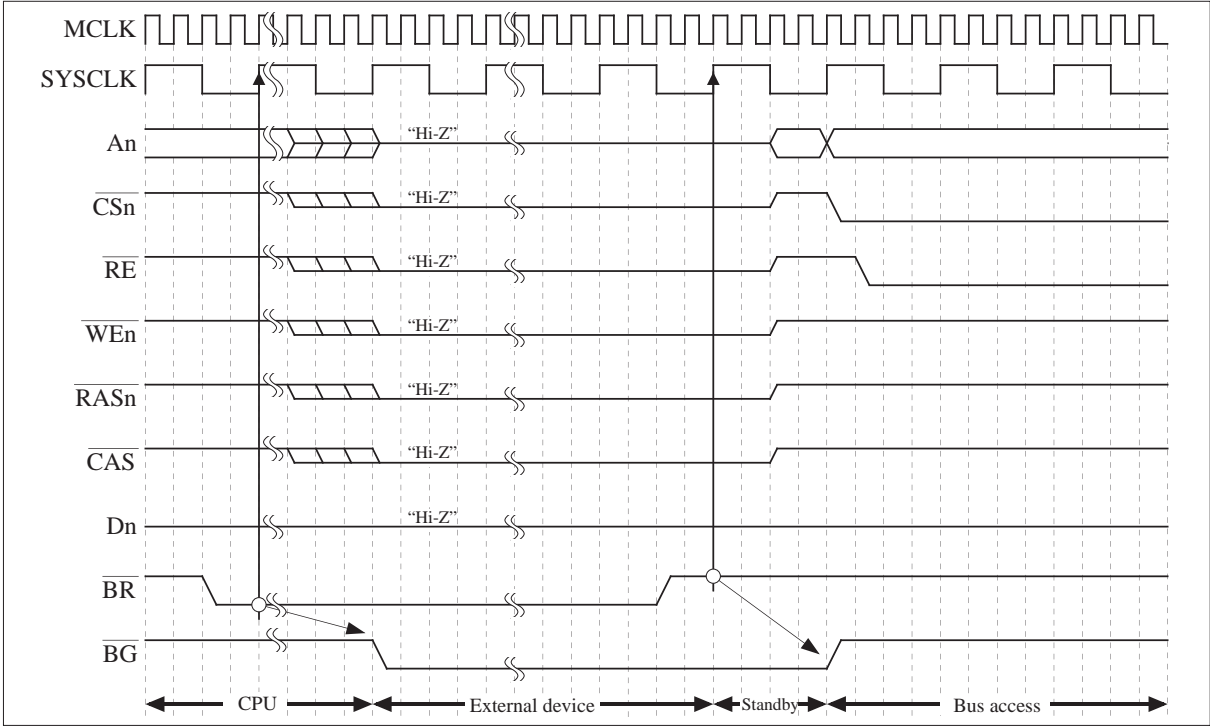 MCLK
SYSCLK
An “Hi-Z”
CSn “Hi-Z”
RE “Hi-Z”
WEn “Hi-Z”
RASn “Hi-Z”
CAS “Hi-Z”
Dn “Hi-Z”
BR
BG
CPU External device Standby Bus access